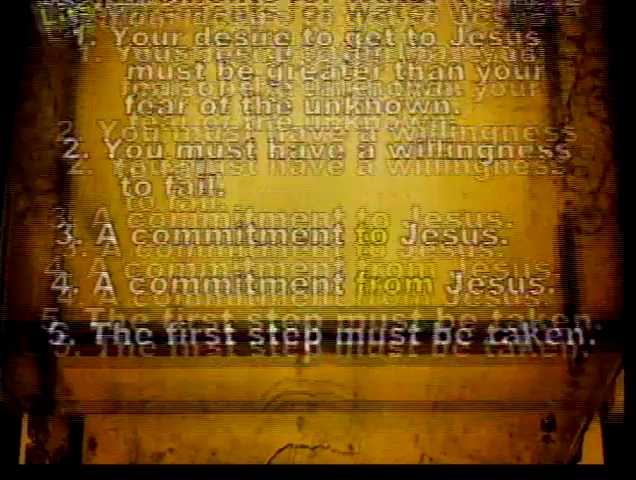 1. Your desire to get to Jesus
must be greater than your
fear of the unknown.
2. You must have a willingness
to fail.
3. A commitment to Jesus.
4. A commitment from Jesus.
5. The first step must be taken.